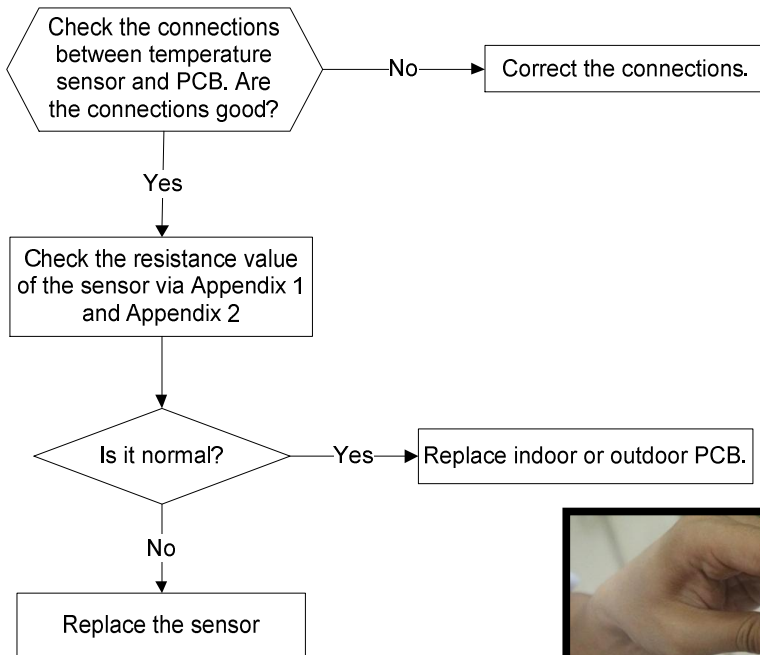 Check the connections
between temperature
sensor and PCB. Are
the connections good?
No
Correct the connections.
Yes
Check the resistance value
of the sensor via Appendix 1
and Appendix 2
Is it normal?
Yes
Replace indoor or outdoor PCB.
No
Replace the sensor